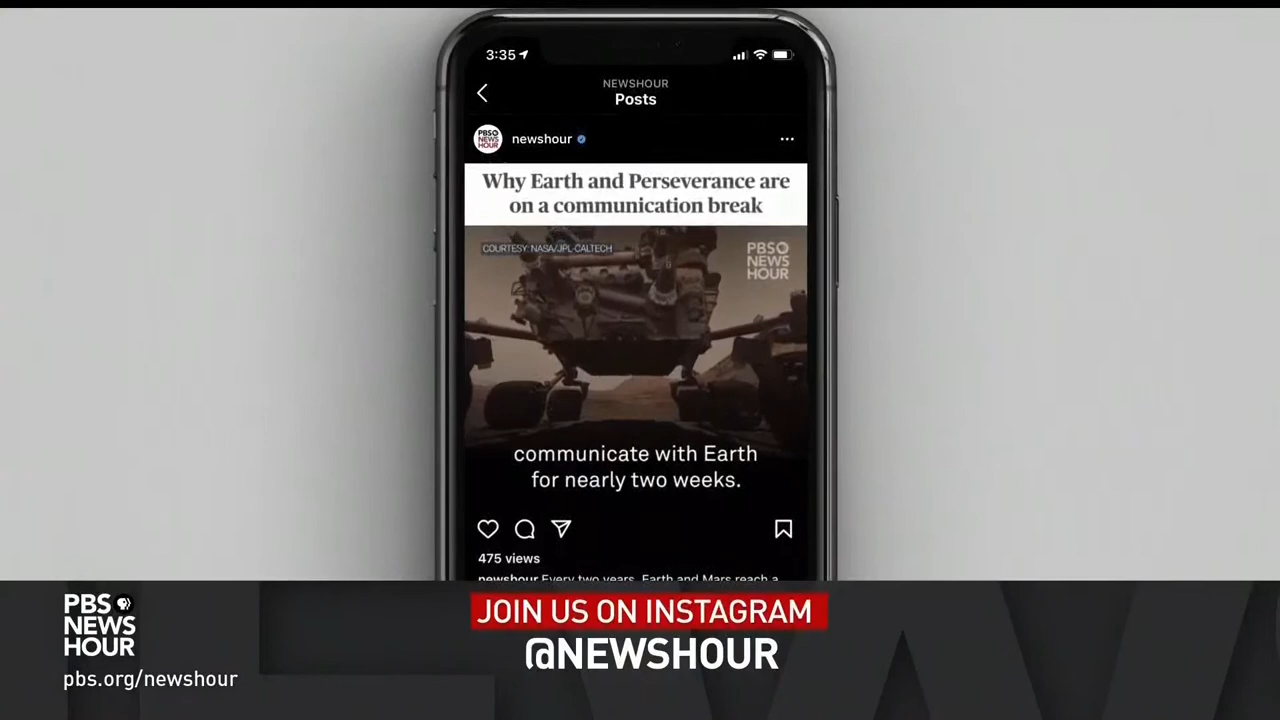 3:35
NEWSHOUR
Posts
PBS
NEWS
HOUR
newshour
Why Earth and Perseverance are
on a communication break
COURTESY: NASA/JPL-CALTECH
PBS
NEWS
HOUR
communicate with Earth
for nearly two weeks.
475 views
newshour Every two years, Earth and Mars reach a
PBS
NEWS
HOUR
pbs.org/newshour
JOIN US ON INSTAGRAM
@NEWSHOUR